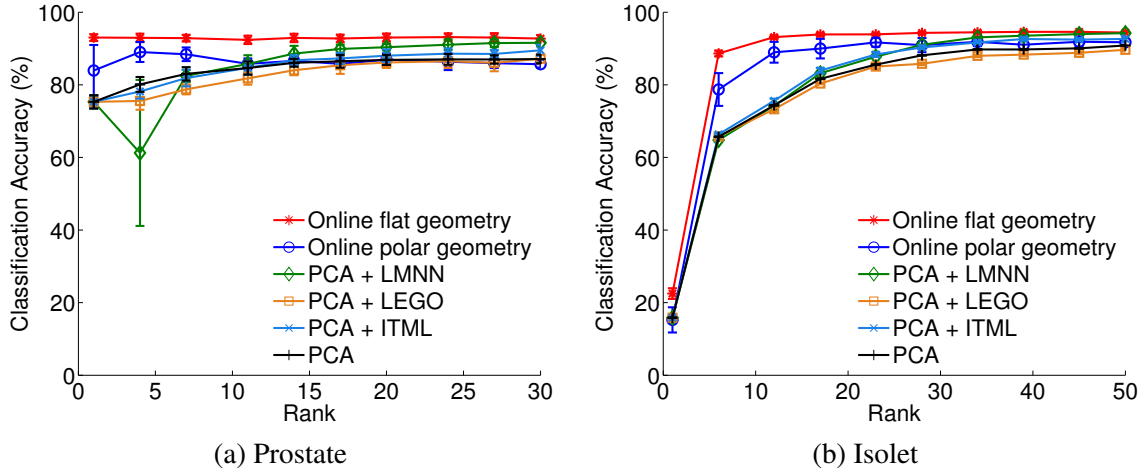 100
80
60
40
20
0
Classification Accuracy (%)
Online flat geometry
Online polar geometry
PCA + LMNN
PCA + LEGO
PCA + ITML
PCA
0 5 10 15 20 25 30
Rank
(a) Prostate
100
80
60
40
20
0
Classification Accuracy (%)
Online flat geometry
Online polar geometry
PCA + LMNN
PCA + LEGO
PCA + ITML
PCA
0 10 20 30 40 50
Rank
(b) Isolet